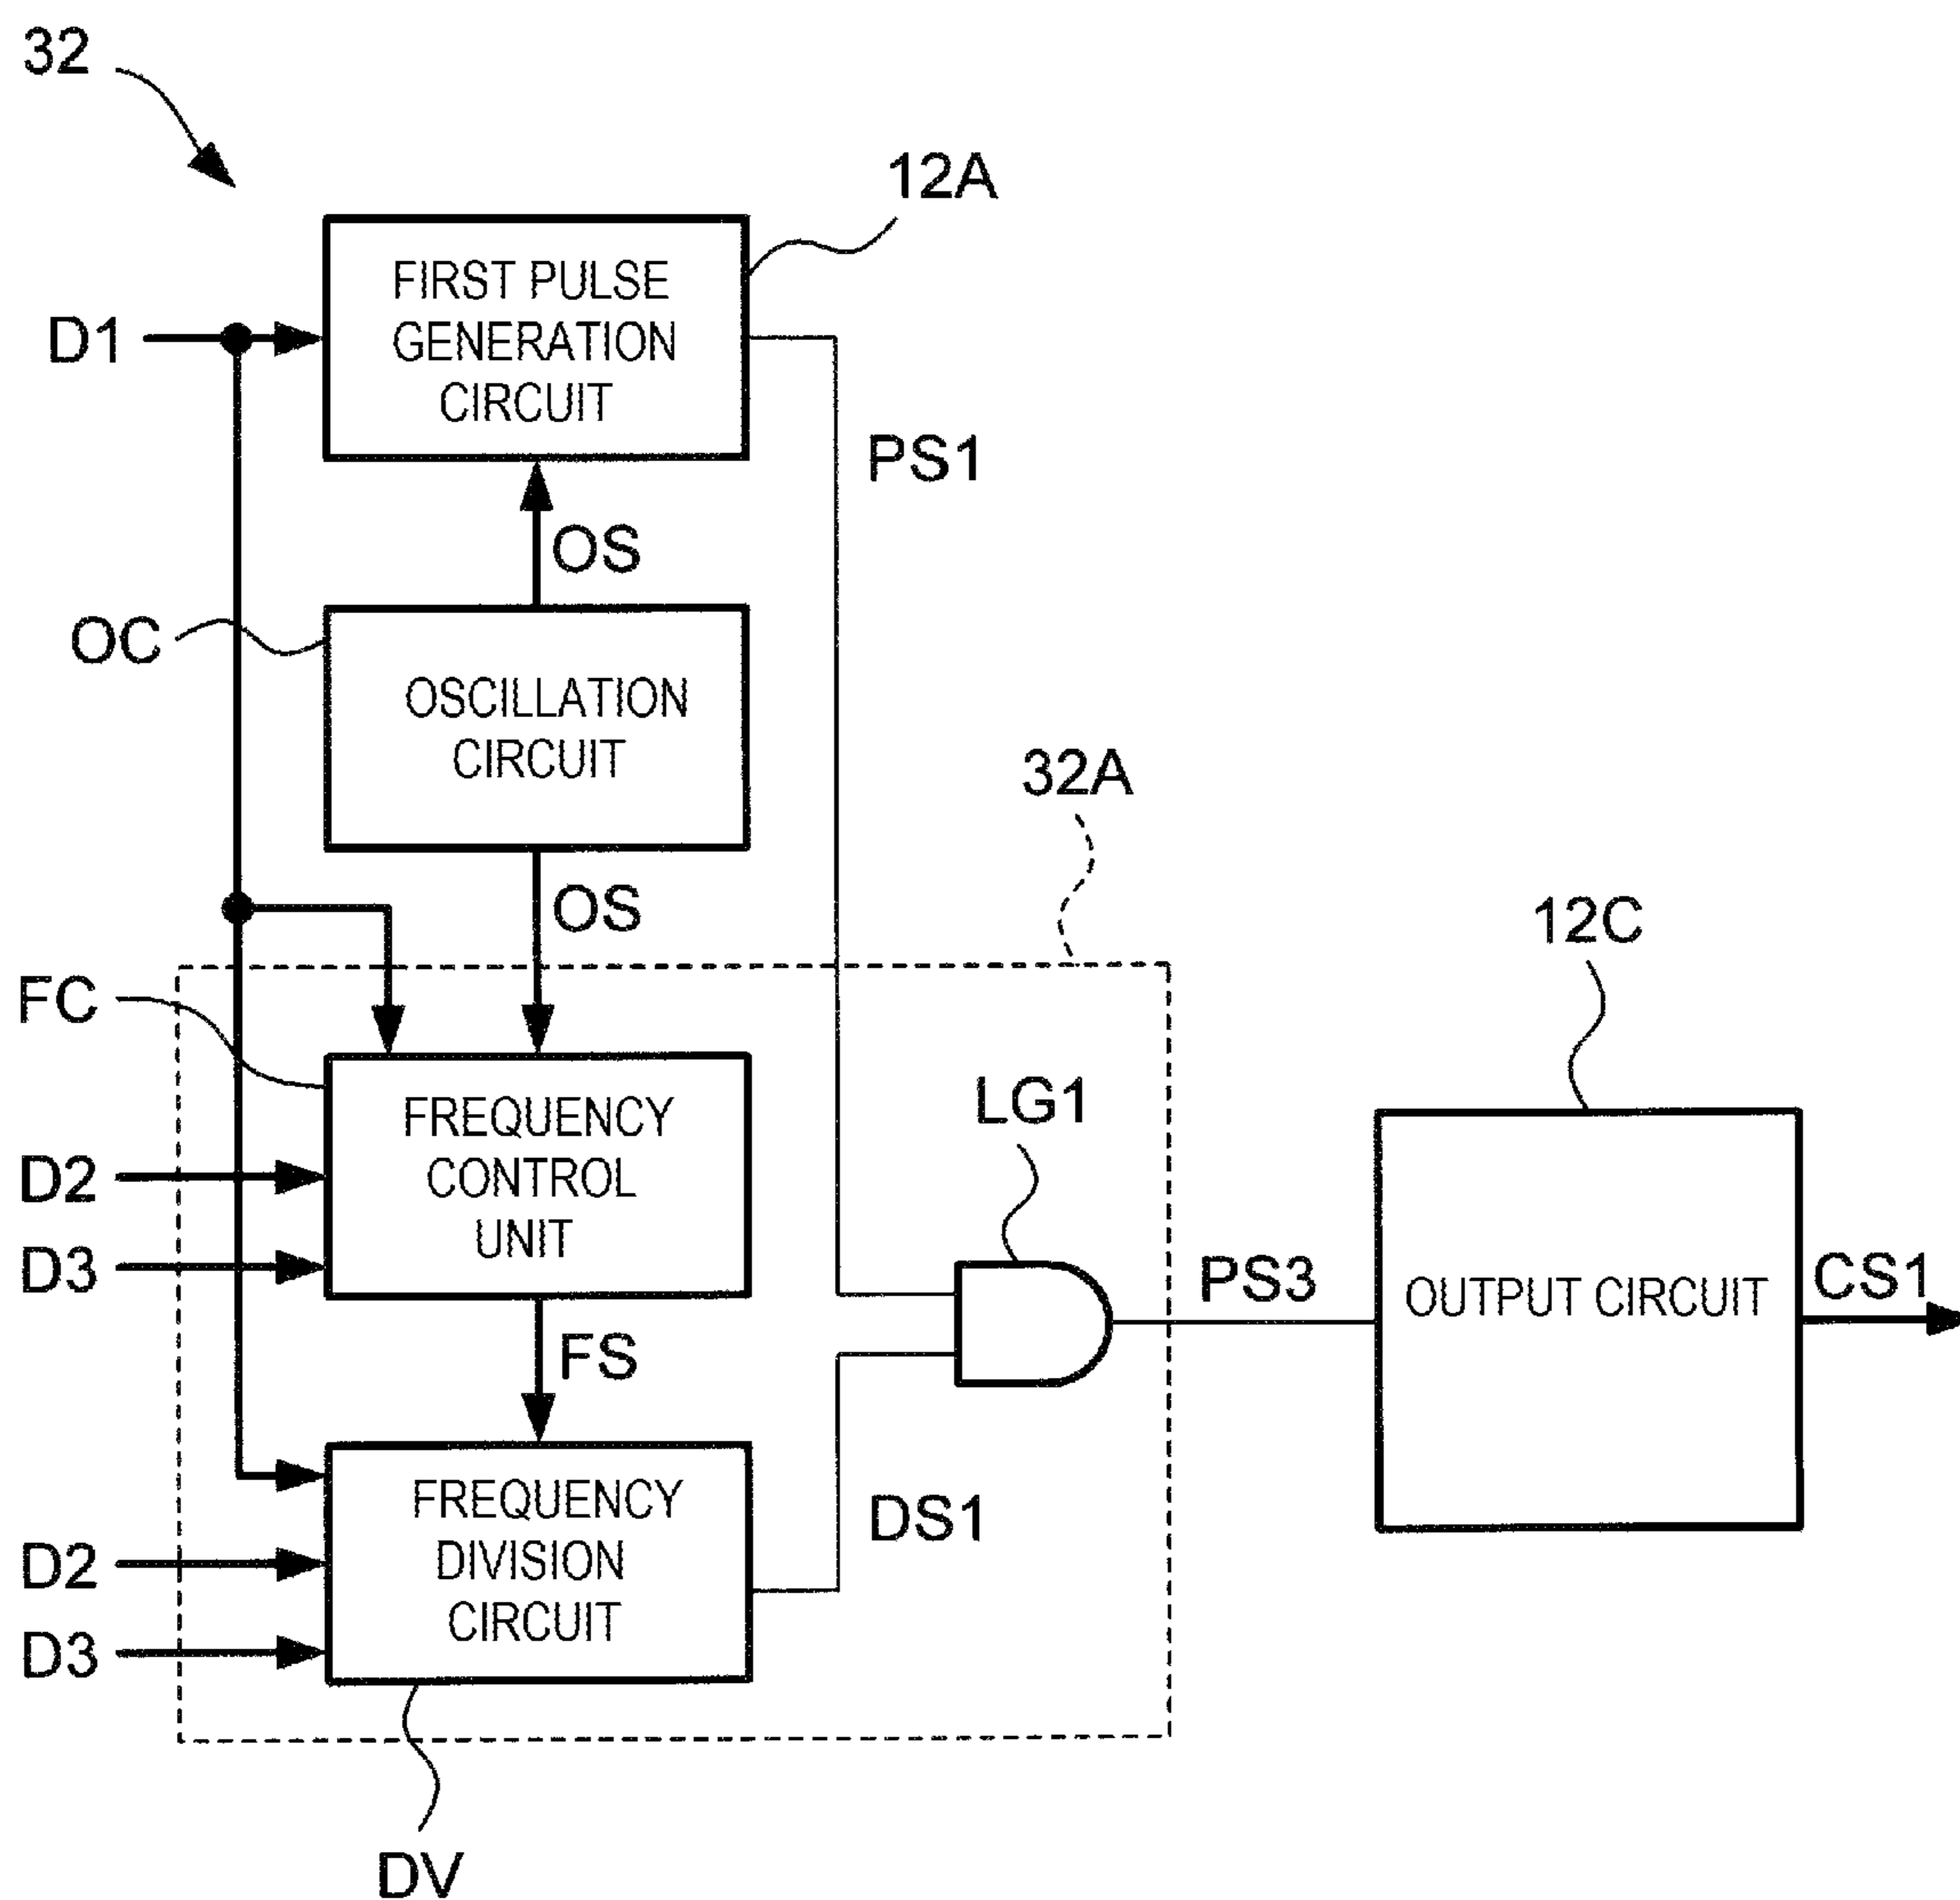 32
12A
FIRST PULSE
GENERATION
CIRCUIT
D1
PS1
OS
OC
OSCILLATION
CIRCUIT
32A
OS
12C
FC
FREQUENCY
CONTROL
UNIT
LG1
D2
D3
PS3
OUTPUT CIRCUIT
CS1
FS
FREQUENCY
DIVISION
CIRCUIT
DS1
D2
D3
DV